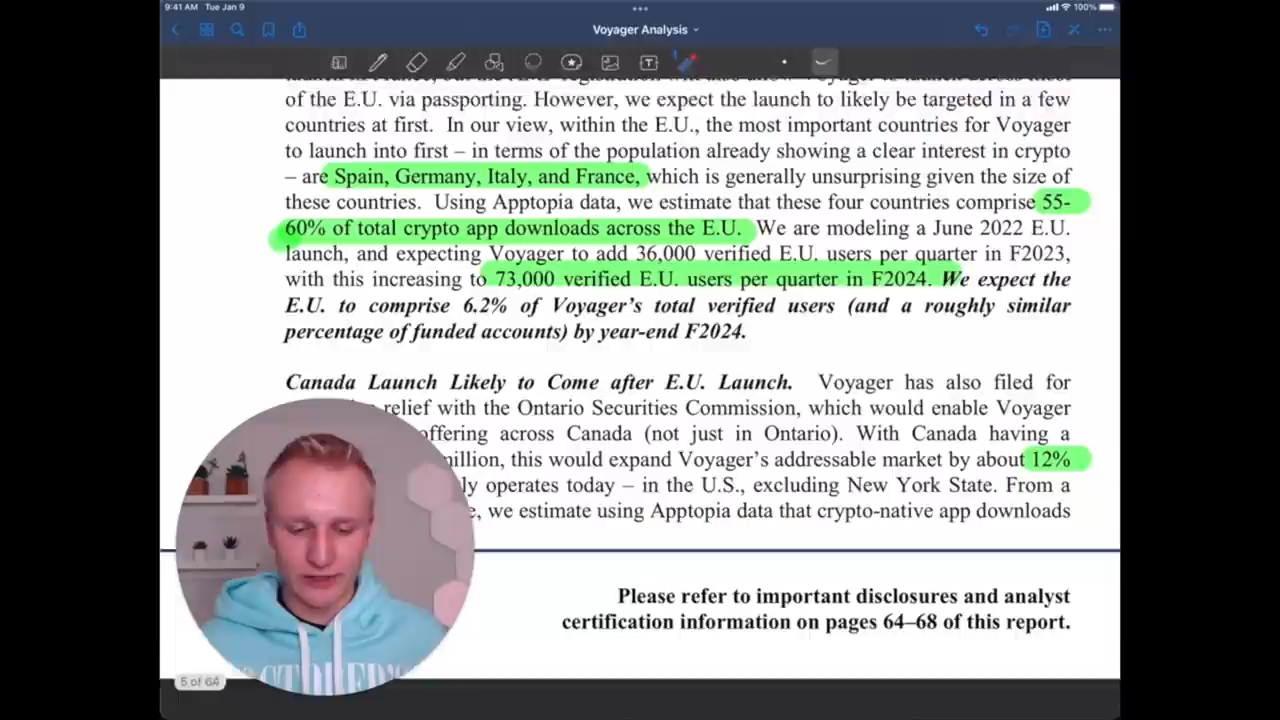 9:41 AM Tue Jan 9
100%
Voyager Analysis
of the E.U. via passporting. However, we expect the launch to likely be targeted in a few
countries at first. In our view, within the E.U., the most important countries for Voyager
to launch into first – in terms of the population already showing a clear interest in crypto
– are Spain, Germany, Italy, and France, which is generally unsurprising given the size of
these countries. Using Apptopia data, we estimate that these four countries comprise 55-
60% of total crypto app downloads across the E.U. We are modeling a June 2022 E.U.
launch, and expecting Voyager to add 36,000 verified E.U. users per quarter in F2023,
with this increasing to 73,000 verified E.U. users per quarter in F2024. We expect the
E.U. to comprise 6.2% of Voyager's total verified users (and a roughly similar
percentage of funded accounts) by year-end F2024.
Canada Launch Likely to Come after E.U. Launch. Voyager has also filed for
relief with the Ontario Securities Commission, which would enable Voyager
offering across Canada (not just in Ontario). With Canada having a
million, this would expand Voyager's addressable market by about 12%
operates today – in the U.S., excluding New York State. From a
we estimate using Apptopia data that crypto-native app downloads
Please refer to important disclosures and analyst
certification information on pages 64–68 of this report.
5 of 64